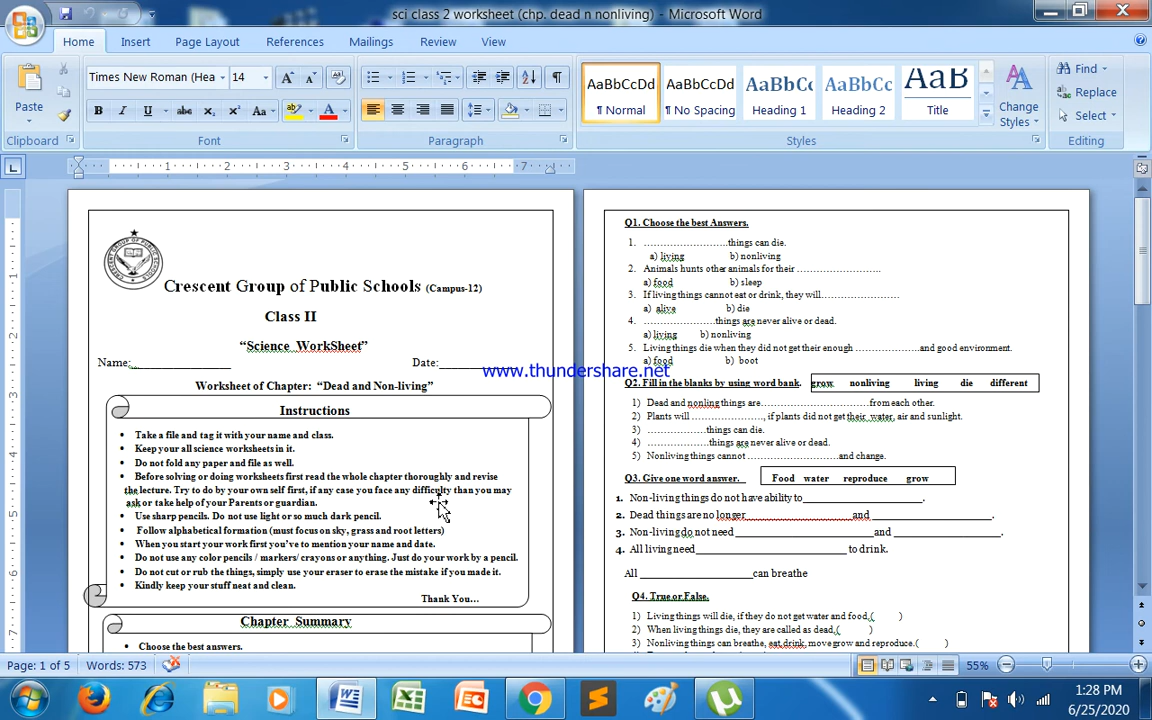 sci class 2 worksheet (chp. dead n nonliving) - Microsoft Word
Home Insert Page Layout References Mailings Review View
Times New Roman (Hea 14
Paste
Clipboard
Font
Paragraph
AaBbCcDd AaBbCcDd AaBbCc AaBbCc AaB
¶ Normal ¶ No Spacing Heading 1 Heading 2 Title
Change Styles
Styles
Find
Replace
Select
Editing
Crescent Group of Public Schools (Campus-12)
Class II
“Science WorkSheet”
Name: Date:
Worksheet of Chapter: “Dead and Non-living”
Instructions
• Take a file and tag it with your name and class.
• Keep your all science worksheets in it.
• Do not fold any paper and file as well.
• Before solving or doing worksheets first read the whole chapter thoroughly and revise
the lecture. Try to do by your own self first, if any case you face any difficulty than you may
ask or take help of your Parents or guardian.
• Use sharp pencils. Do not use light or so much dark pencil.
• Follow alphabetical formation (must focus on sky, grass and root letters)
• When you start your work first you’ve to mention your name and date.
• Do not use any color pencils / markers/ crayons or anything. Just do your work by a pencil.
• Do not cut or rub the things, simply use your eraser to erase the mistake if you made it.
• Kindly keep your stuff neat and clean.
Thank You…
Chapter Summary
• Choose the best answers.
www.thundershare.net
Q1. Choose the best Answers.
1. ……………………..things can die.
a) living b) nonliving
2. Animals hunts other animals for their ……………………..
a) food b) sleep
3. If living things cannot eat or drink, they will……………………
a) alive b) die
4. ………………….things are never alive or dead.
a) living b) nonliving
5. Living things die when they did not get their enough ………………..and good environment.
a) food b) boot
Q2. Fill in the blanks by using word bank. grow nonliving living die different
1) Dead and nonling things are……………………………from each other.
2) Plants will …………………., if plants did not get their water, air and sunlight.
3) ………………things can die.
4) ………………..things are never alive or dead.
5) Nonliving things cannot ……………………….and change.
Q3. Give one word answer. Food water reproduce grow
1. Non-living things do not have ability to____________________.
2. Dead things are no longer__________________and ____________________.
3. Non-living do not need _______________________and ____________________.
4. All living need_________________________ to drink.
All ___________________can breathe
Q4. True or False.
1) Living things will die, if they do not get water and food.( )
2) When living things die, they are called as dead.( )
3) Nonliving things can breathe, eat,drink, move grow and reproduce.( )
Page: 1 of 5 Words: 573
55%
1:28 PM
6/25/2020